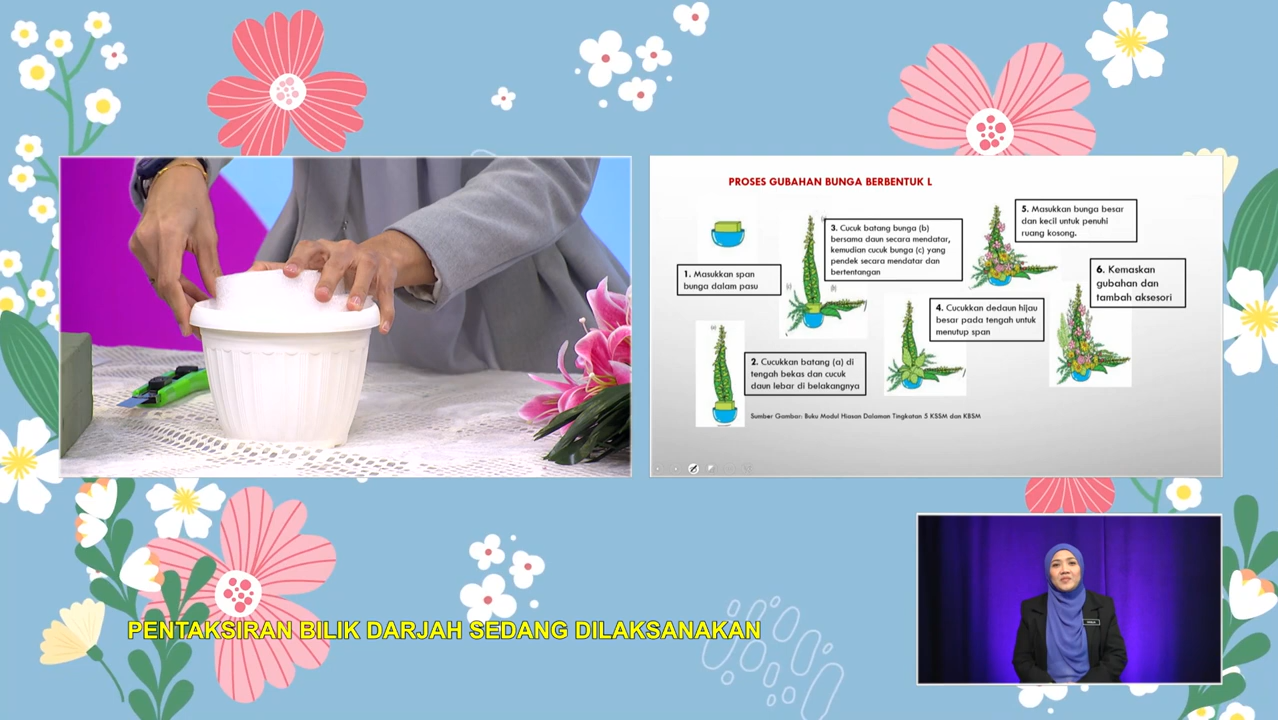 PROSES GUBAHAN BUNGA BERBENTUK L
1. Masukkan span
bunga dalam pasu
2. Cucukkan batang (a) di
tengah bekas dan cucuk
daun lebar di belakangnya
3. Cucuk batang bunga (b)
bersama daun secara mendatar,
kemudian cucuk bunga (c) yang
pendek secara mendatar dan
bertentangan
4. Cucukkan dedaun hijau
besar pada tengah untuk
menutup span
5. Masukkan bunga besar
dan kecil untuk penuhi
ruang kosong.
6. Kemaskan
gubahan dan
tambah aksesori
Sumber Gambar: Buku Modul Hiasan Dalaman Tingkatan 5 KSSM dan KBSM
PENTAKSIRAN BILIK DARJAH SEDANG DILAKSANAKAN